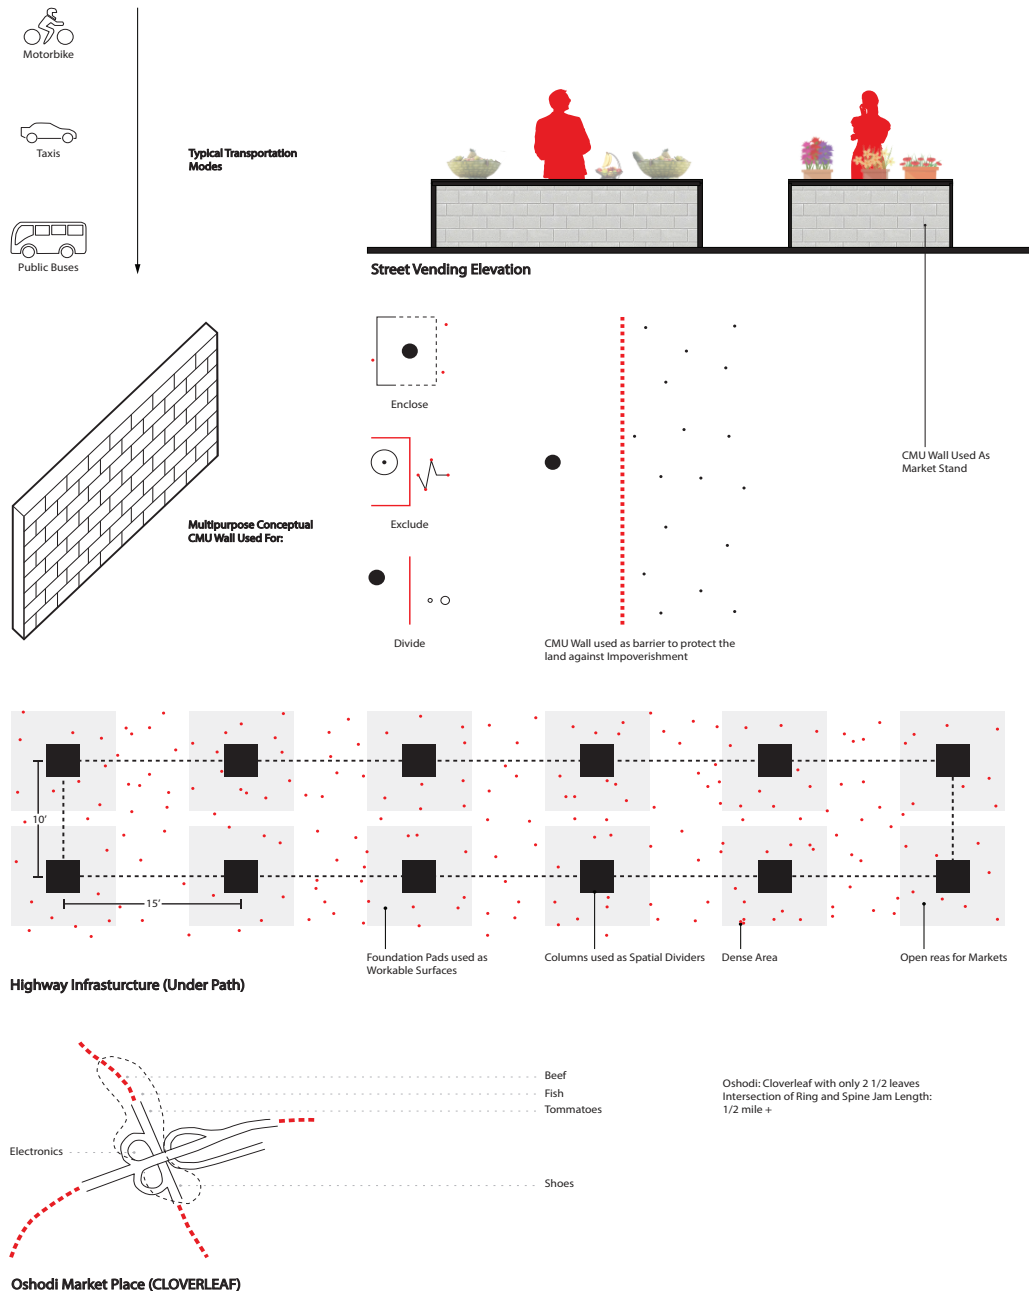 Motorbike
Taxis
Typical Transportation
Modes
Public Buses
Street Vending Elevation
Enclose
CMU Wall Used As
Market Stand
Exclude
Multipurpose Conceptual
CMU Wall Used For:
Divide
CMU Wall used as barrier to protect the
land against Impoverishment
10'
15'
Foundation Pads used as
Workable Surfaces
Columns used as Spatial Dividers
Dense Area
Open reas for Markets
Highway Infrasturcture (Under Path)
Beef
Fish
Tommatoes
Electronics
Shoes
Oshodi: Cloverleaf with only 2 1/2 leaves
Intersection of Ring and Spine Jam Length:
1/2 mile +
Oshodi Market Place (CLOVERLEAF)